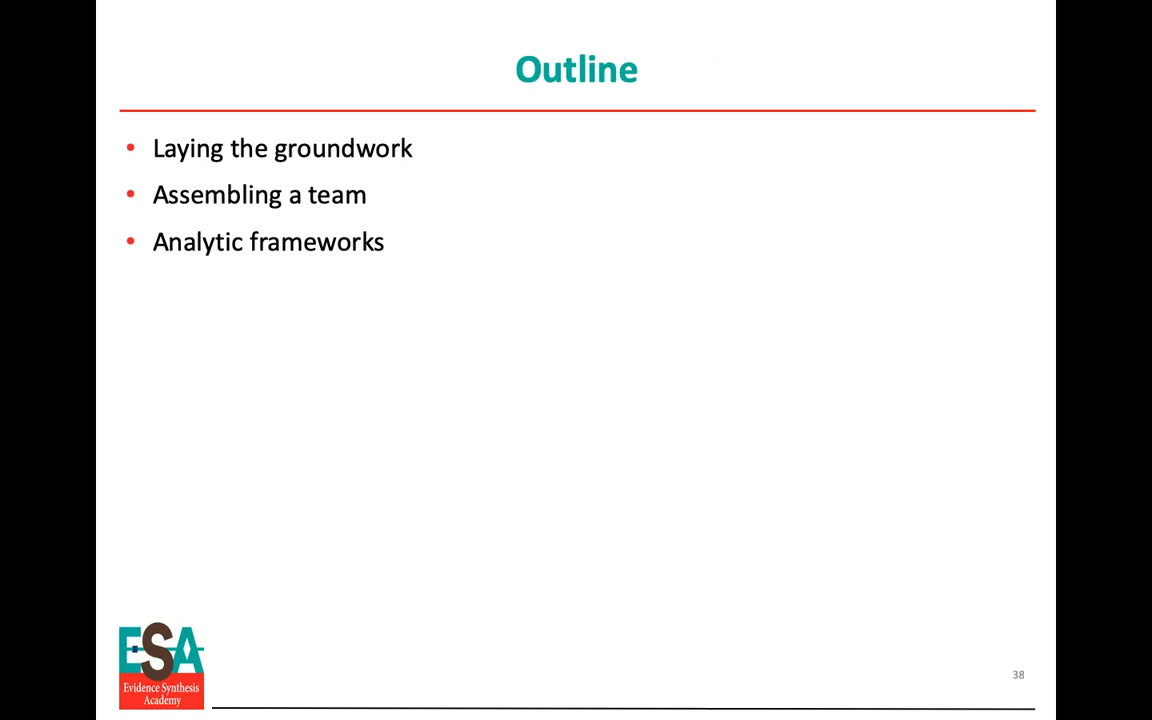 Outline
• Laying the groundwork
• Assembling a team
• Analytic frameworks
ESA
Evidence Synthesis
Academy
38